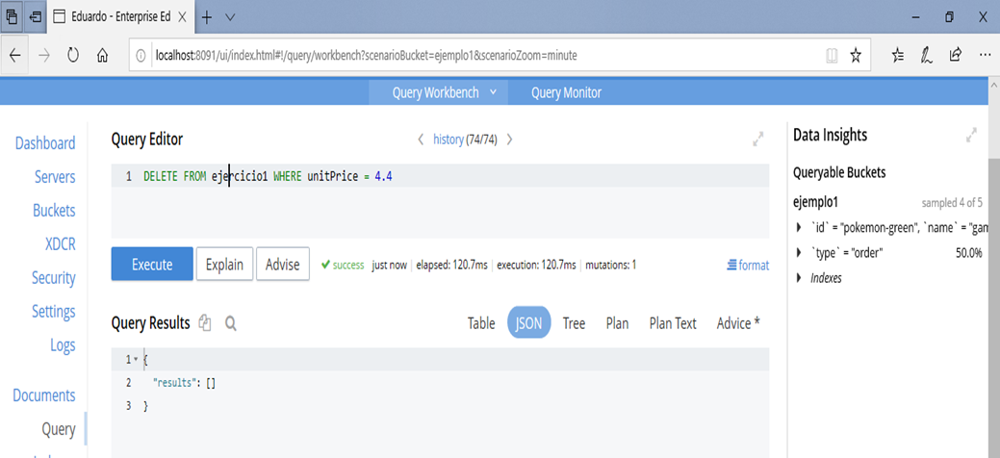 Eduardo - Enterprise Ed
localhost:8091/ui/index.html#!/query/workbench?scenarioBucket=ejemplo1&scenarioZoom=minute
Query Workbench Query Monitor
Dashboard
Servers
Buckets
XDCR
Security
Settings
Logs
Documents
Query
Query Editor
history (74/74)
1 DELETE FROM ejercicio1 WHERE unitPrice = 4.4
Execute Explain Advise success just now elapsed: 120.7ms execution: 120.7ms mutations: 1 format
Query Results Table JSON Tree Plan Plan Text Advice *
1 {
2 "results": []
3 }
Data Insights
Queryable Buckets
ejemplo1 sampled 4 of 5
`id` = "pokemon-green", `name` = "gam
`type` = "order" 50.0%
Indexes